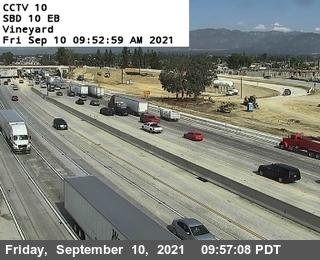 CCTV 10
SBD 10 EB
Vineyard
Fri Sep 10 09:52:59 AM 2021
Friday, September 10, 2021 09:57:08 PDT